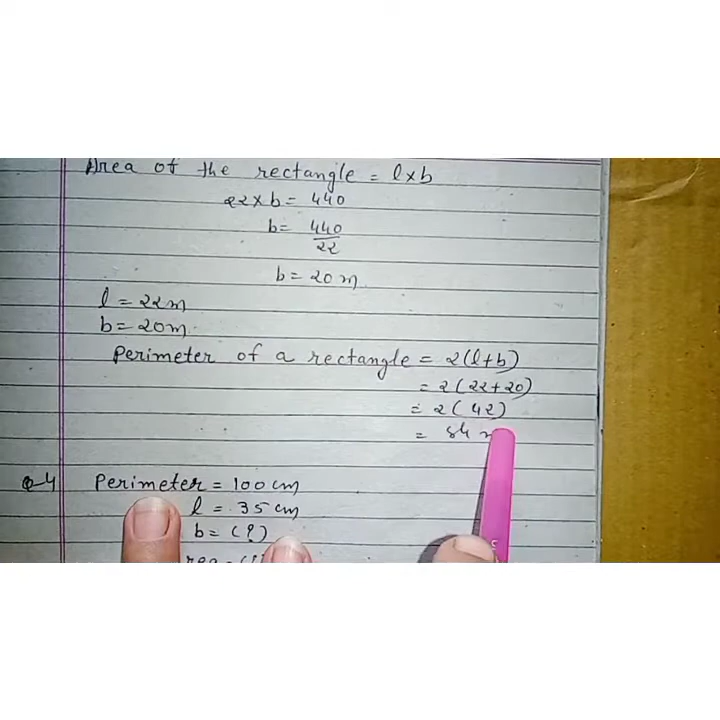 Area of the rectangle = l×b
22×b = 440
b = 440/22
b = 20 m
l = 22m
b = 20m.
Perimeter of a rectangle = 2(l+b)
= 2(22+20)
= 2(42)
= 84 m
Q-4 Perimeter = 100 cm
l = 35 cm
b = (?)